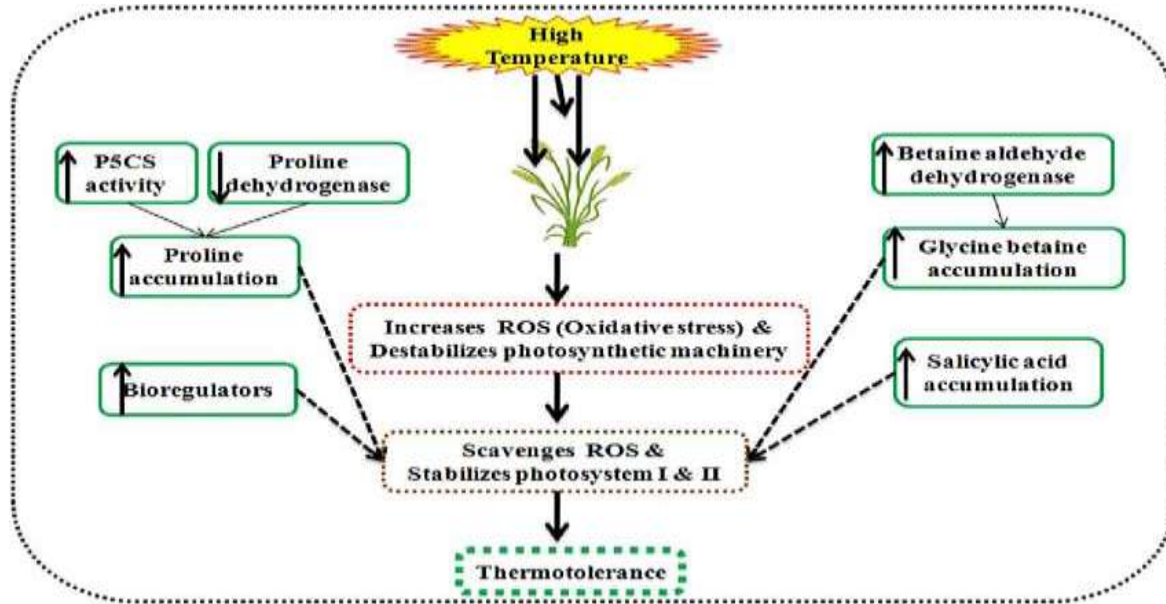 High
Temperature
P5CS
activity
Proline
dehydrogenase
Betaine aldehyde
dehydrogenase
Proline
accumulation
Glycine betaine
accumulation
Increases ROS (Oxidative stress) &
Destabilizes photosynthetic machinery
Bioregulators
Salicylic acid
accumulation
Scavenges ROS &
Stabilizes photosystem I & II
Thermotolerance